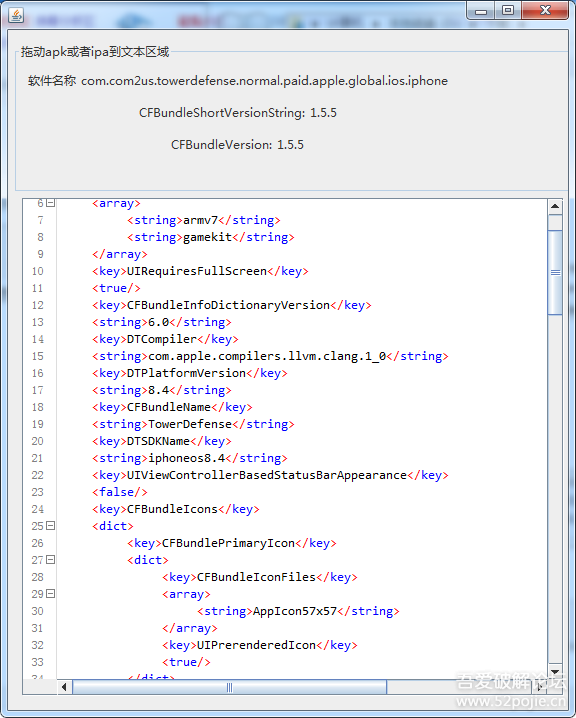 拖动apk或者ipa到文本区域
软件名称 com.com2us.towerdefense.normal.paid.apple.global.ios.iphone
CFBundleShortVersionString: 1.5.5
CFBundleVersion: 1.5.5
6 <array>
7 <string>armv7</string>
8 <string>gamekit</string>
9 </array>
10 <key>UIRequiresFullScreen</key>
11 <true/>
12 <key>CFBundleInfoDictionaryVersion</key>
13 <string>6.0</string>
14 <key>DTCompiler</key>
15 <string>com.apple.compilers.llvm.clang.1_0</string>
16 <key>DTPlatformVersion</key>
17 <string>8.4</string>
18 <key>CFBundleName</key>
19 <string>TowerDefense</string>
20 <key>DTSDKName</key>
21 <string>iphoneos8.4</string>
22 <key>UIViewControllerBasedStatusBarAppearance</key>
23 <false/>
24 <key>CFBundleIcons</key>
25 <dict>
26 <key>CFBundlePrimaryIcon</key>
27 <dict>
28 <key>CFBundleIconFiles</key>
29 <array>
30 <string>AppIcon57x57</string>
31 </array>
32 <key>UIPrerenderedIcon</key>
33 <true/>
34 </dict>
吾爱破解论坛
www.52pojie.cn